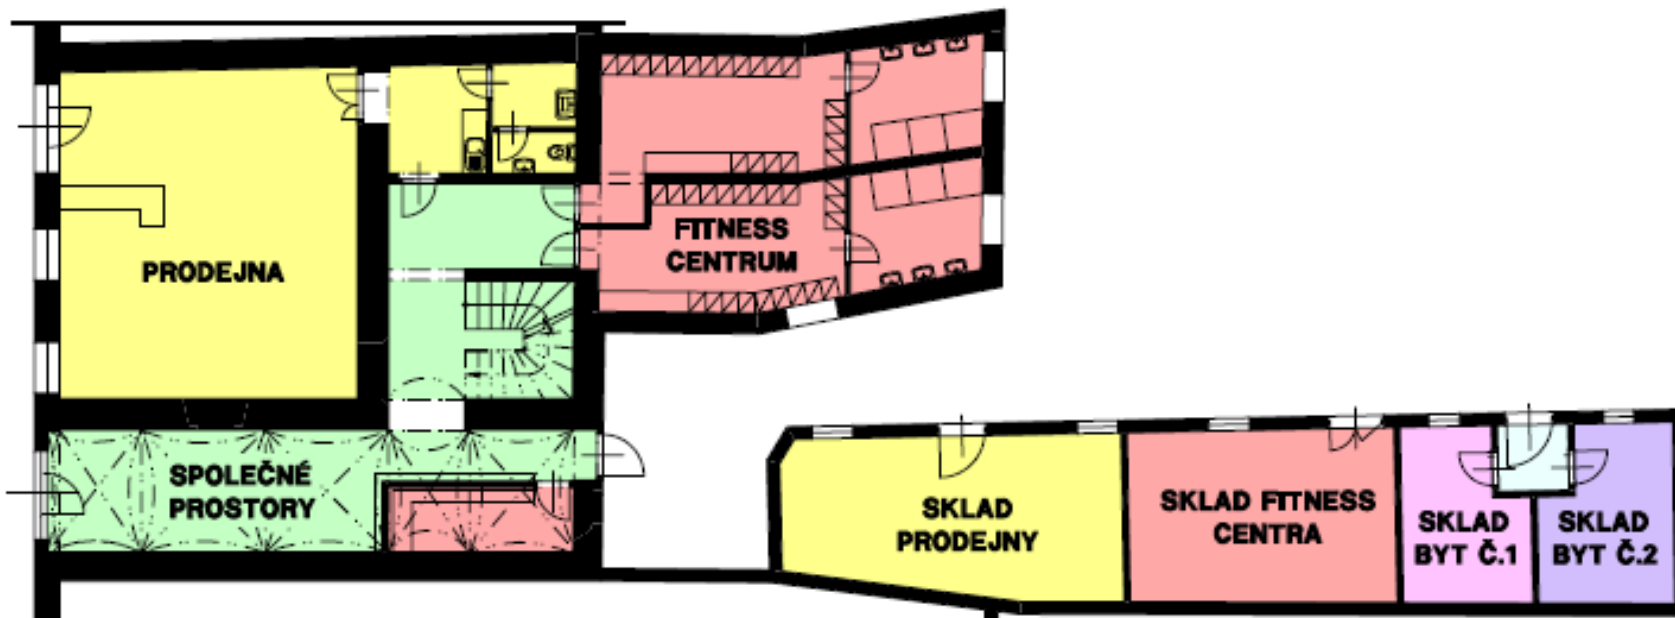 PRODEJNA
FITNESS
CENTRUM
SPOLEČNÉ
PROSTORY
SKLAD
PRODEJNY
SKLAD FITNESS
CENTRA
SKLAD
BYT Č.1
SKLAD
BYT Č.2